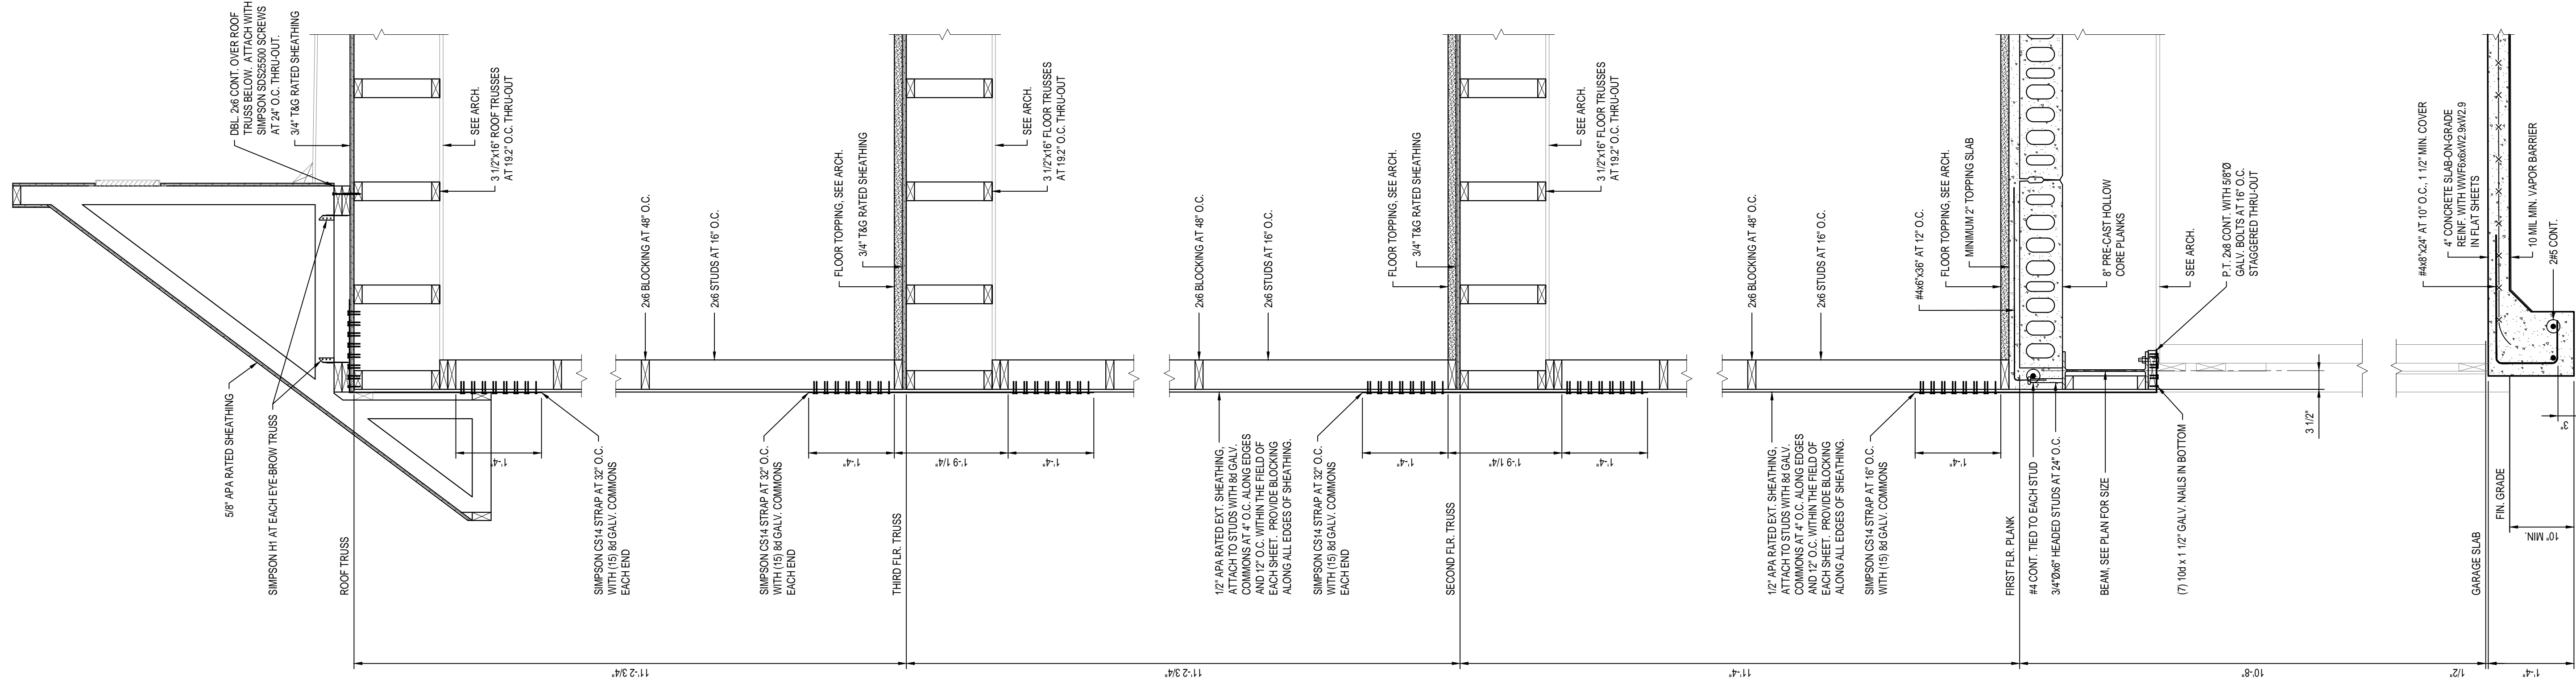 DBL. 2x6 CONT. OVER ROOF
TRUSS BELOW.  ATTACH WITH
SIMPSON SDS25500 SCREWS
AT 24" O.C. THRU-OUT.
3/4" T&G RATED SHEATHING
SEE ARCH.
3 1/2"x16" ROOF TRUSSES
AT 19.2" O.C. THRU-OUT
5/8" APA RATED SHEATHING
SIMPSON H1 AT EACH EYE-BROW TRUSS
ROOF TRUSS
1'-4"
SIMPSON CS14 STRAP AT 32" O.C.
WITH (15) 8d GALV. COMMONS
EACH END
11'-2 3/4"
2x6 BLOCKING AT 48" O.C.
2x6 STUDS AT 16" O.C.
FLOOR TOPPING, SEE ARCH.
3/4" T&G RATED SHEATHING
SEE ARCH.
3 1/2"x16" FLOOR TRUSSES
AT 19.2" O.C. THRU-OUT
SIMPSON CS14 STRAP AT 32" O.C.
WITH (15) 8d GALV. COMMONS
EACH END
THIRD FLR. TRUSS
1'-4"
1'-9 1/4"
1'-4"
11'-2 3/4"
2x6 BLOCKING AT 48" O.C.
2x6 STUDS AT 16" O.C.
FLOOR TOPPING, SEE ARCH.
3/4" T&G RATED SHEATHING
SEE ARCH.
3 1/2"x16" FLOOR TRUSSES
AT 19.2" O.C. THRU-OUT
1/2" APA RATED EXT. SHEATHING,
ATTACH TO STUDS WITH 8d GALV.
COMMONS AT 4" O.C. ALONG EDGES
AND 12" O.C. WITHIN THE FIELD OF
EACH SHEET.  PROVIDE BLOCKING
ALONG ALL EDGES OF SHEATHING.
SIMPSON CS14 STRAP AT 32" O.C.
WITH (15) 8d GALV. COMMONS
EACH END
SECOND FLR. TRUSS
1'-4"
1'-9 1/4"
1'-4"
11'-4"
2x6 BLOCKING AT 48" O.C.
2x6 STUDS AT 16" O.C.
#4x6"x36" AT 12" O.C.
FLOOR TOPPING, SEE ARCH.
MINIMUM 2" TOPPING SLAB
8" PRE-CAST HOLLOW
CORE PLANKS
SEE ARCH.
P.T. 2x8 CONT. WITH 5/8"Ø
GALV. BOLTS AT 16" O.C.
STAGGERED THRU-OUT
1/2" APA RATED EXT. SHEATHING,
ATTACH TO STUDS WITH 8d GALV.
COMMONS AT 4" O.C. ALONG EDGES
AND 12" O.C. WITHIN THE FIELD OF
EACH SHEET.  PROVIDE BLOCKING
ALONG ALL EDGES OF SHEATHING.
SIMPSON CS14 STRAP AT 16" O.C.
WITH (15) 8d GALV. COMMONS
1'-4"
FIRST FLR. PLANK
#4 CONT. TIED TO EACH STUD
3/4"Øx6" HEADED STUDS AT 24" O.C.
BEAM, SEE PLAN FOR SIZE
(7) 10d x 1 1/2" GALV. NAILS IN BOTTOM
3 1/2"
10'-8"
#4x8"x24" AT 10" O.C., 1 1/2" MIN. COVER
4" CONCRETE SLAB-ON-GRADE
REINF. WITH WWF6x6xW2.9xW2.9
IN FLAT SHEETS
10 MIL MIN. VAPOR BARRIER
2#5 CONT.
GARAGE SLAB
FIN. GRADE
3"
10" MIN.
1/2"
1'-4"